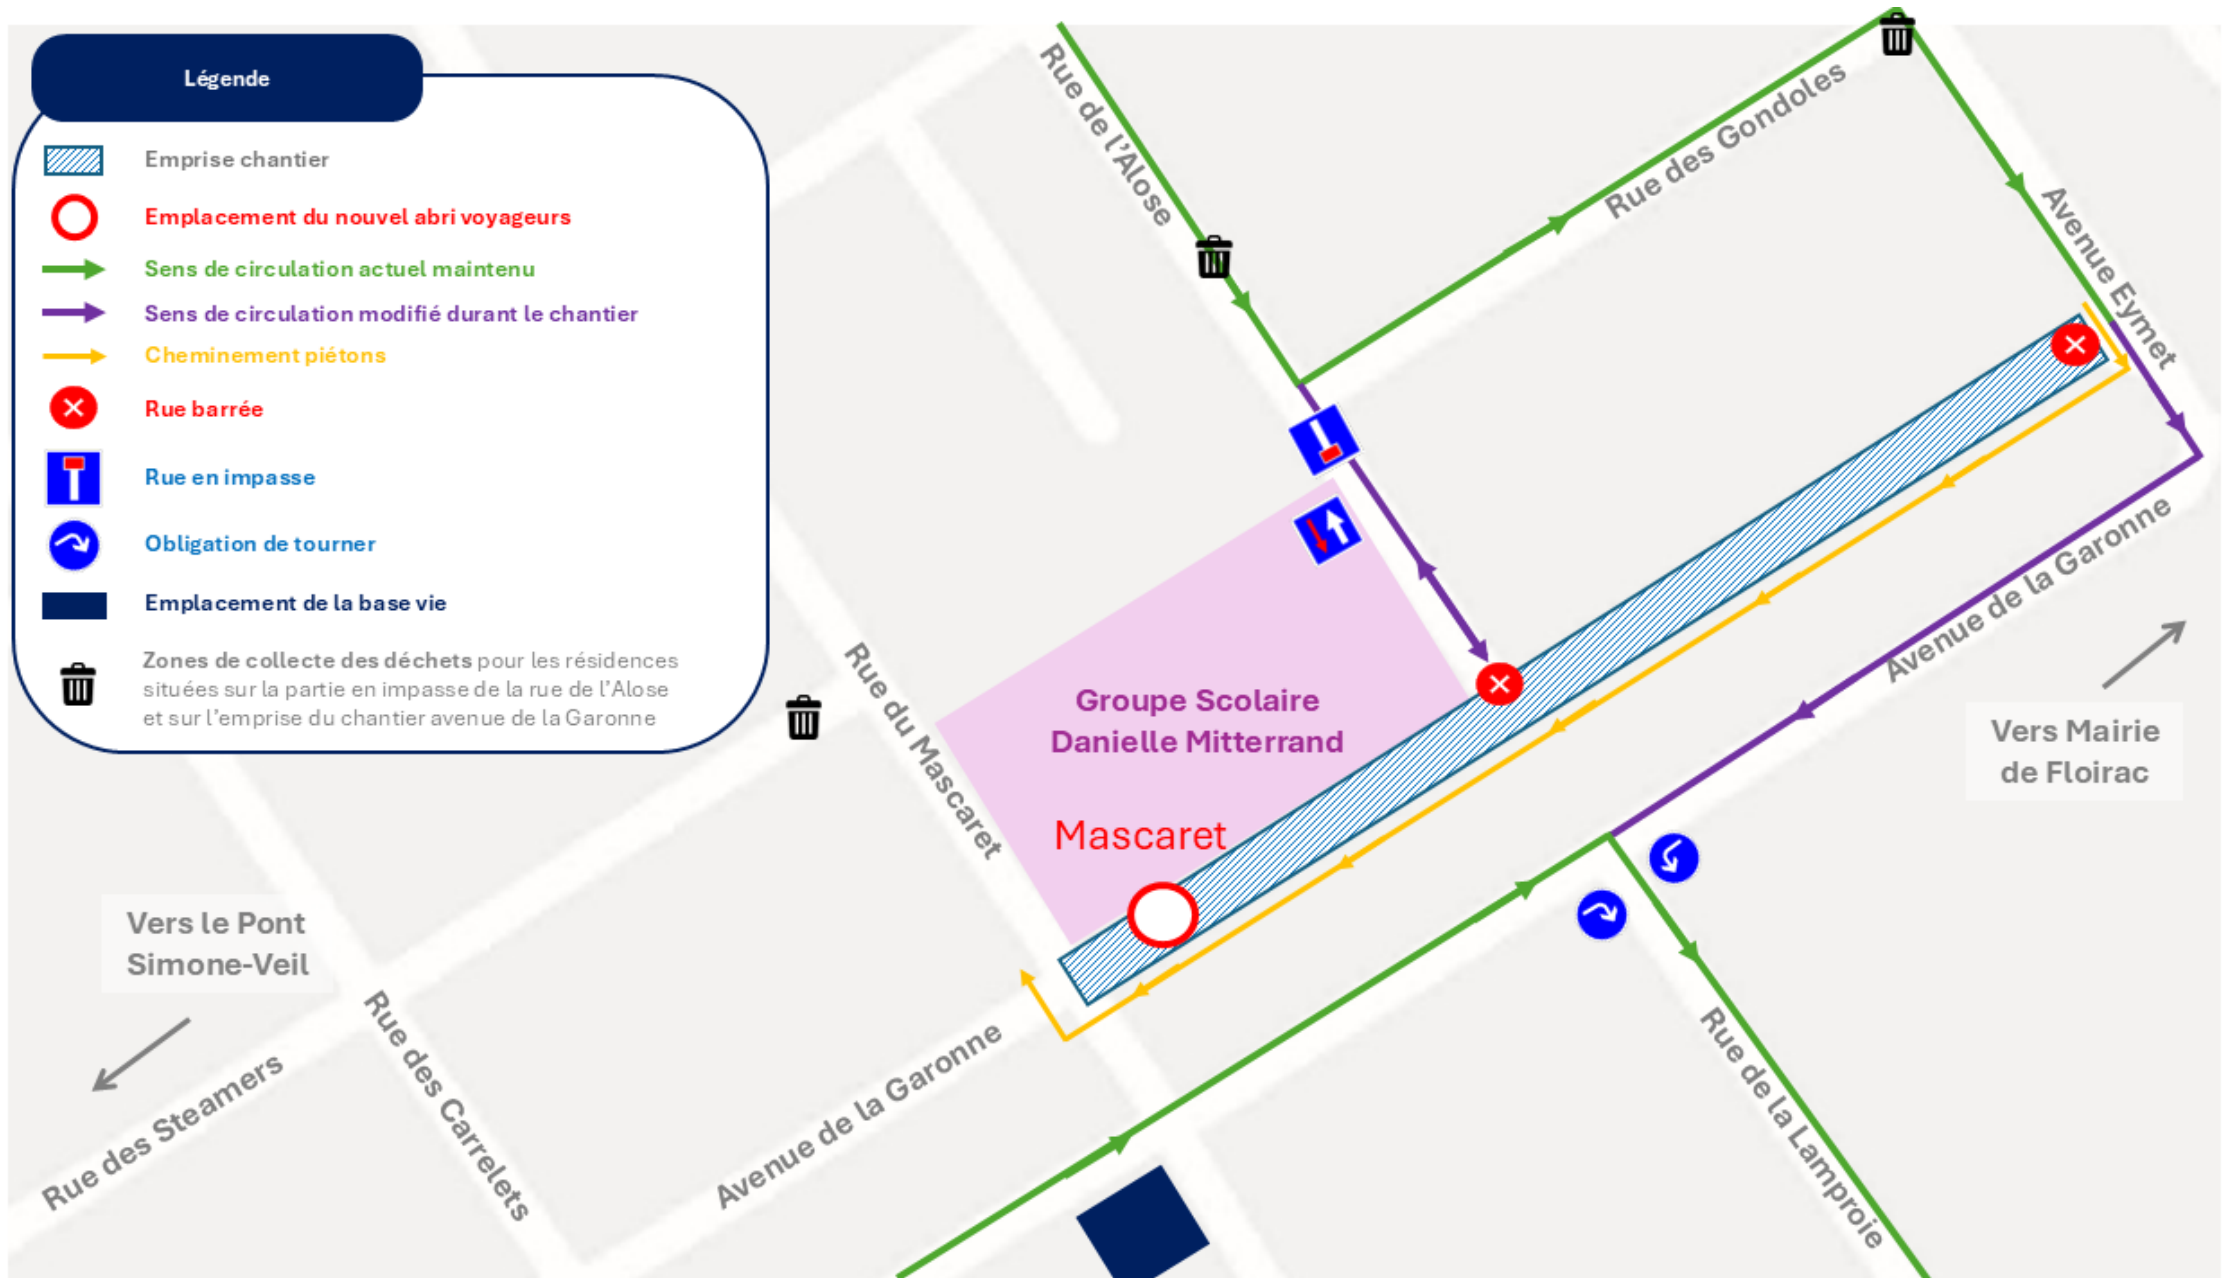 Légende
Emprise chantier
Emplacement du nouvel abri voyageurs
Sens de circulation actuel maintenu
Sens de circulation modifié durant le chantier
Cheminement piétons
Rue barrée
Rue en impasse
Obligation de tourner
Emplacement de la base vie
Zones de collecte des déchets pour les résidences
situées sur la partie en impasse de la rue de l'Alose
et sur l'emprise du chantier avenue de la Garonne
Rue de l'Alose
Rue des Gondoles
Avenue Eymet
Avenue de la Garonne
Vers Mairie
de Floirac
Rue du Mascaret
Groupe Scolaire
Danielle Mitterrand
Mascaret
Vers le Pont
Simone-Veil
Rue des Steamers
Rue des Carrelets
Avenue de la Garonne
Rue de la Lamproie